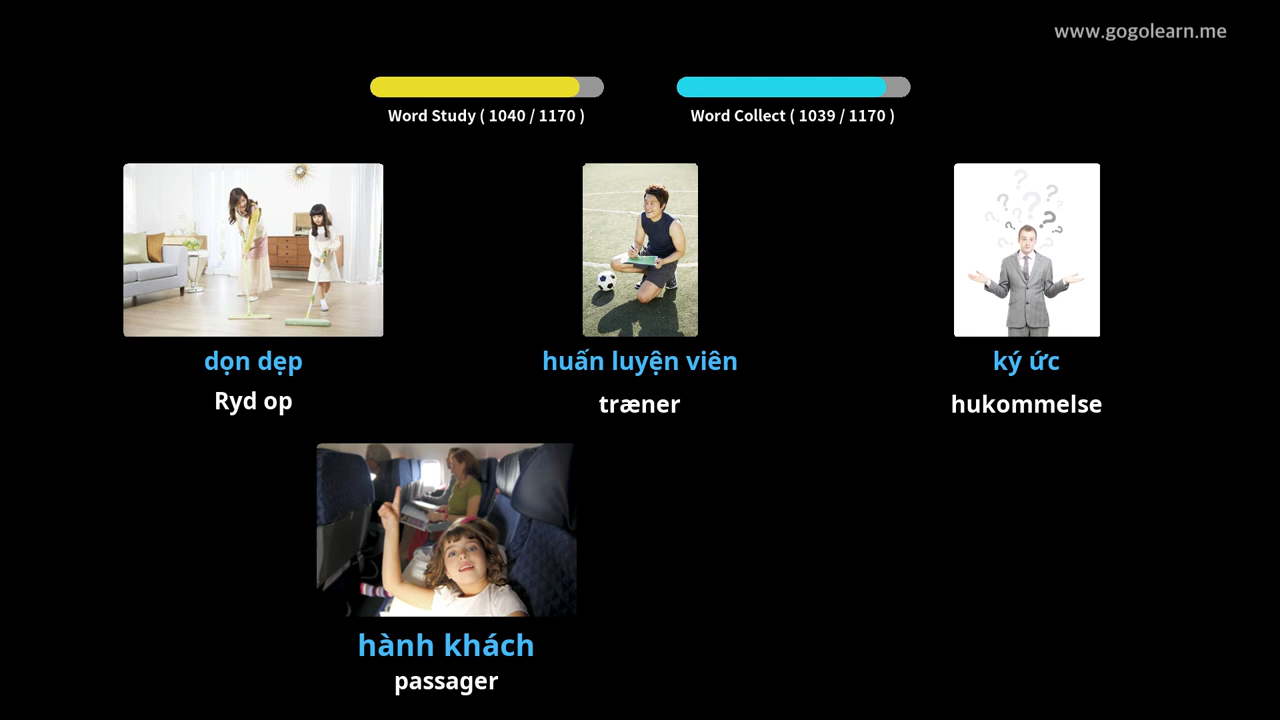 www.gogolearn.me
Word Study ( 1040 / 1170 )
Word Collect ( 1039 / 1170 )
dọn dẹp
Ryd op
huấn luyện viên
træner
ký ức
hukommelse
hành khách
passager